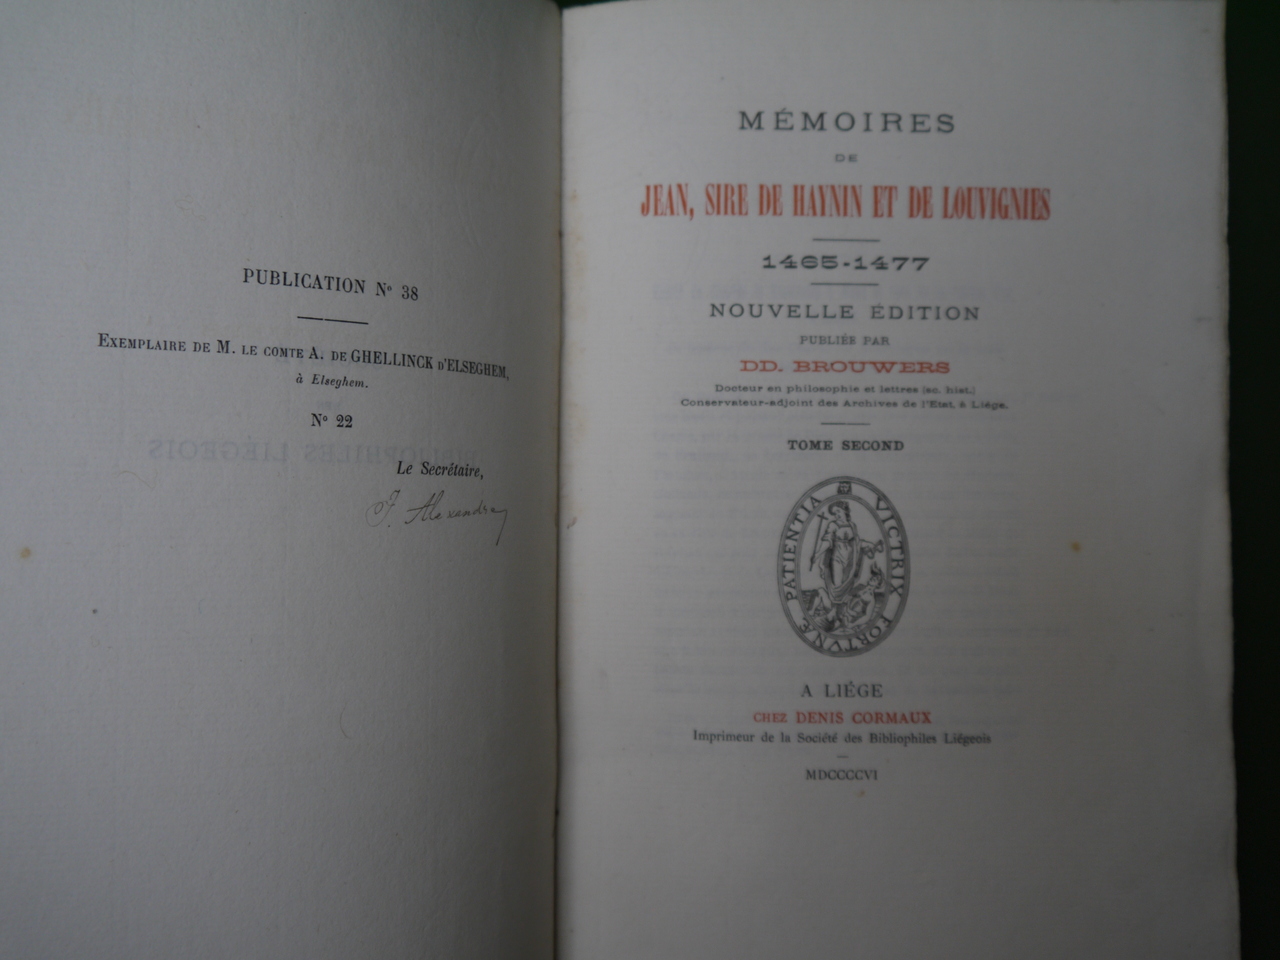 PUBLICATION No 38
EXEMPLAIRE DE M. LE COMTE A. DE GHELLINCK D'ELSEGHEM,
à Elseghem.
No 22
Le Secrétaire,
J. Alexandre
MÉMOIRES
DE
JEAN, SIRE DE HAYNIN ET DE LOUVIGNIES
1465-1477
NOUVELLE ÉDITION
PUBLIÉE PAR
DD. BROUWERS
Docteur en philosophie et lettres (sc. hist.)
Conservateur-adjoint des Archives de l'Etat, à Liége.
TOME SECOND
PATIENTIA VICTRIX FORTVNÆ
A LIÉGE
CHEZ DENIS CORMAUX
Imprimeur de la Société des Bibliophiles Liégeois
MDCCCCVI